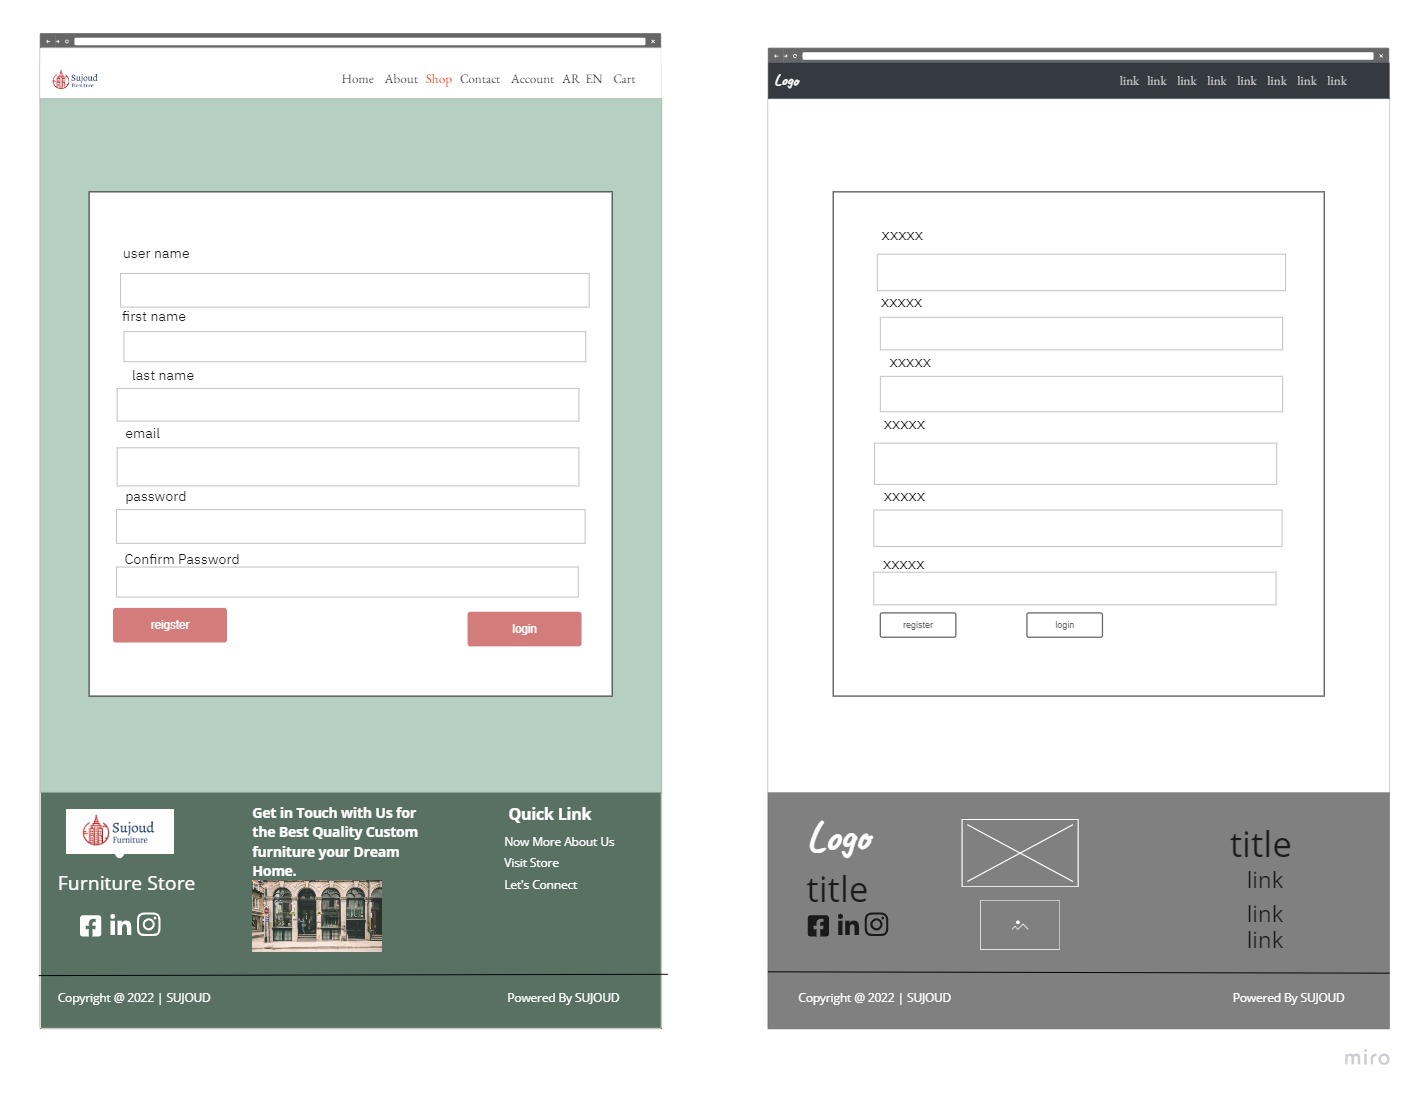 Sujoud
Furniture
Home About Shop Contact Account AR EN Cart
user name
first name
last name
email
password
Confirm Password
reigster
login
Sujoud
Furniture
Furniture Store
Get in Touch with Us for
the Best Quality Custom
furniture your Dream
Home.
Quick Link
Now More About Us
Visit Store
Let's Connect
Copyright @ 2022 | SUJOUD
Powered By SUJOUD
Logo
link link link link link link link link
XXXXX
XXXXX
XXXXX
XXXXX
XXXXX
XXXXX
register
login
Logo
title
title
link
link
link
Copyright @ 2022 | SUJOUD
Powered By SUJOUD
miro